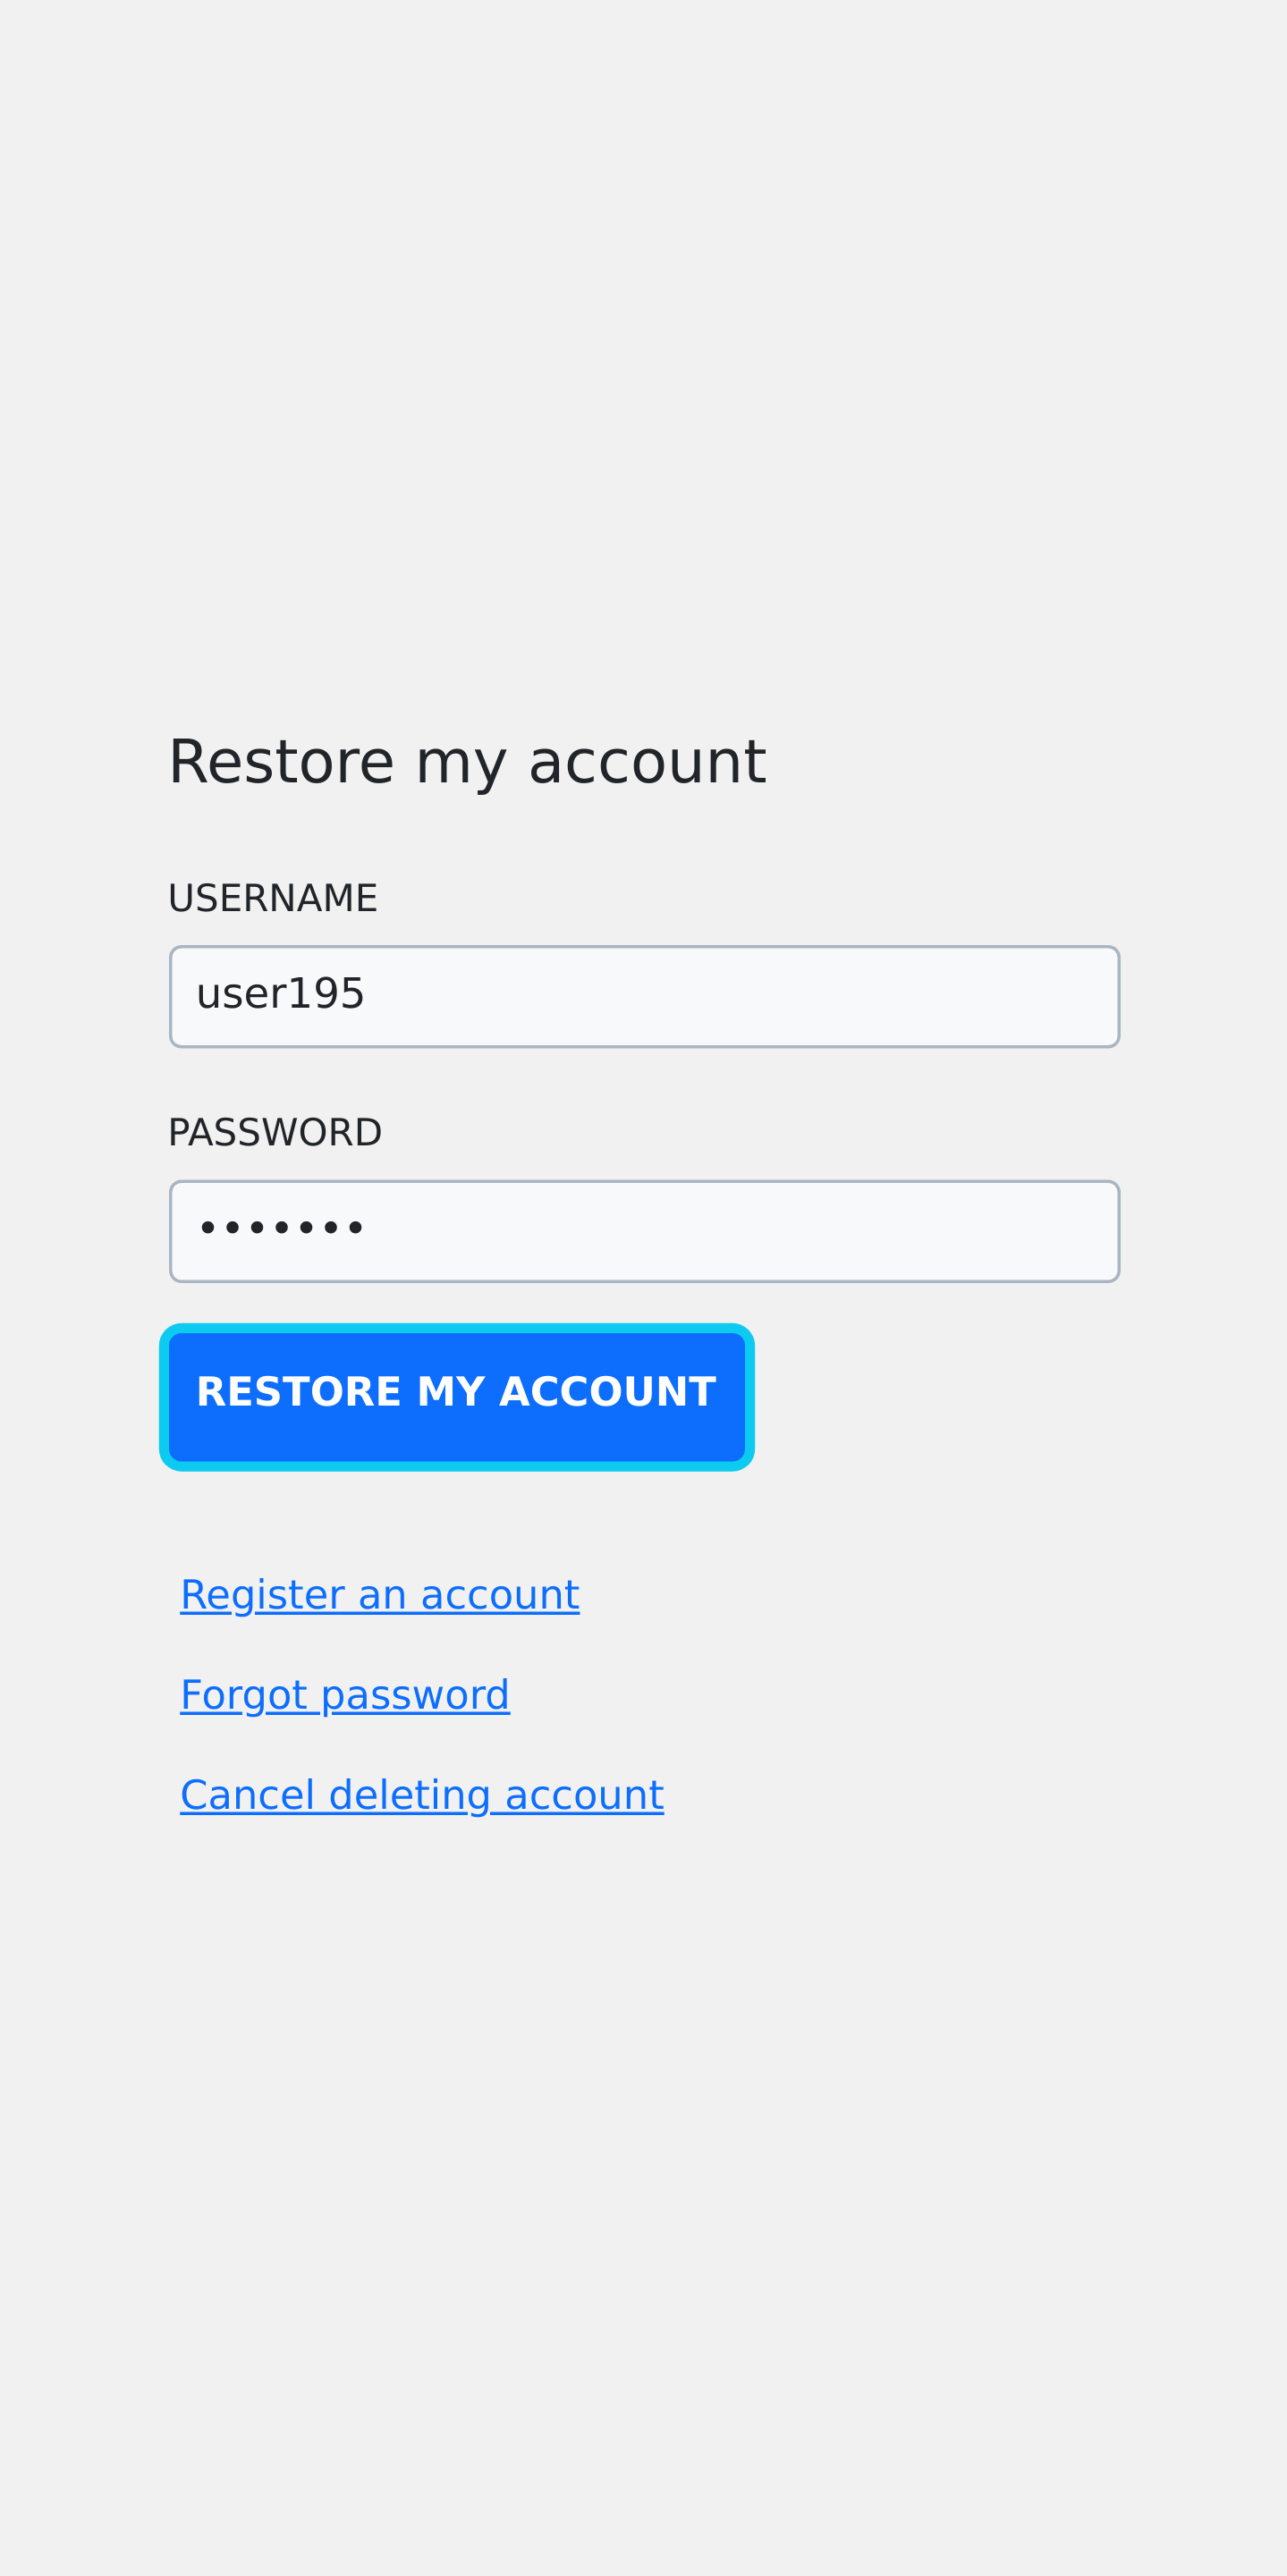 Restore my account
USERNAME
user195
PASSWORD
•••••••
RESTORE MY ACCOUNT
Register an account
Forgot password
Cancel deleting account